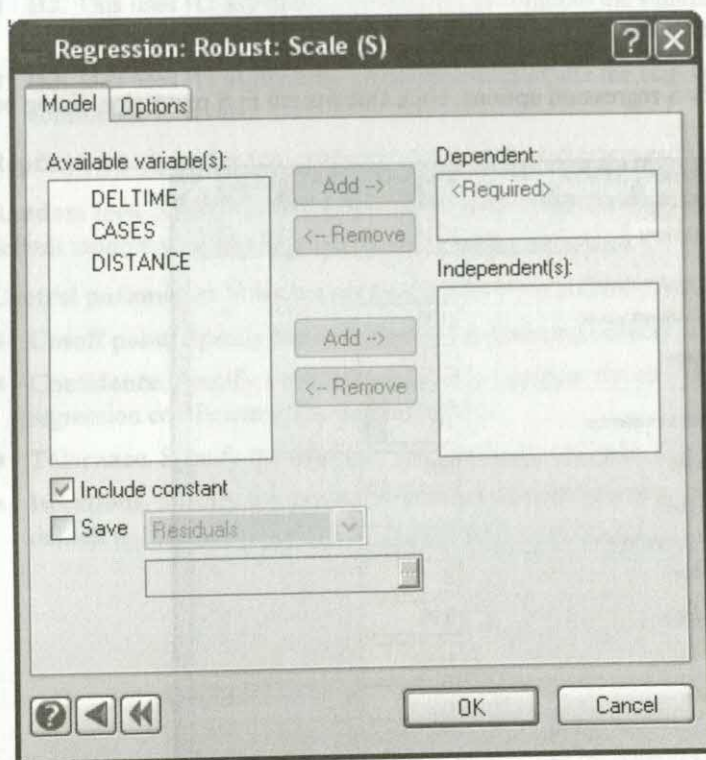 Regression: Robust: Scale (S)
Model
Options
Available variable(s):
DELTIME
CASES
DISTANCE
Add -->
<-- Remove
Dependent:
<Required>
Independent(s):
Add -->
<-- Remove
Include constant
Save
Residuals
OK
Cancel